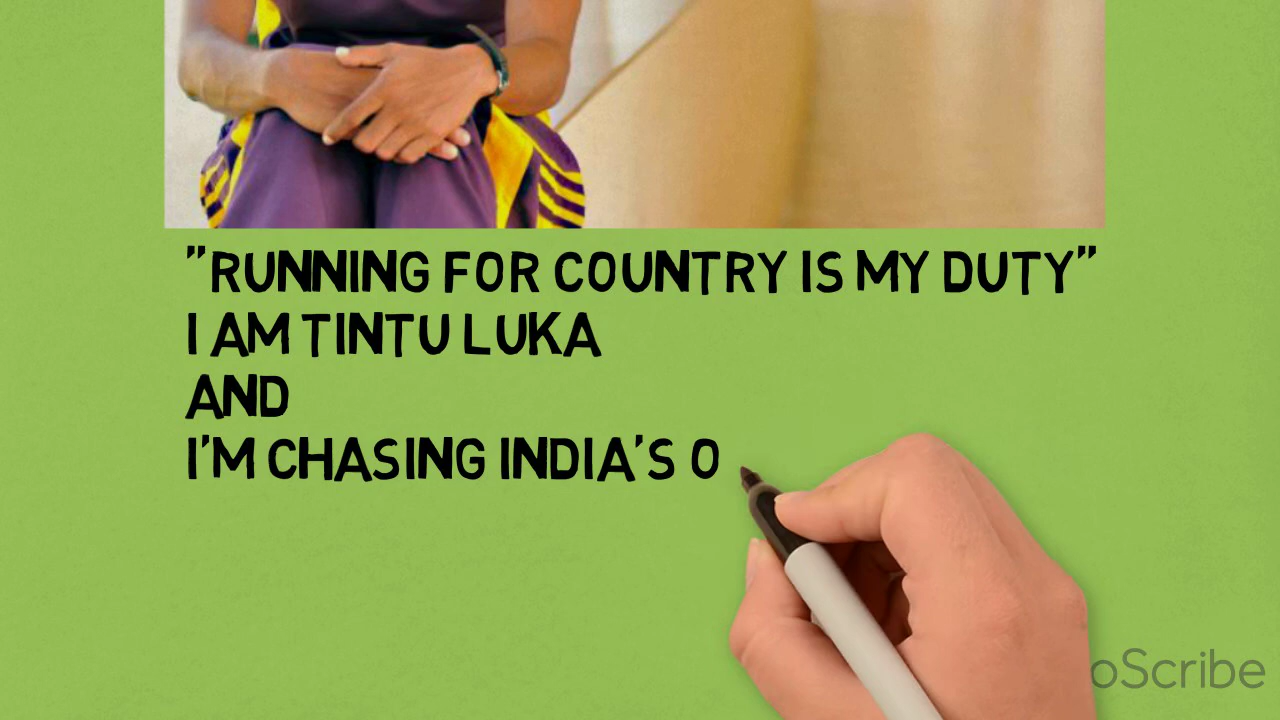 "RUNNING FOR COUNTRY IS MY DUTY"
I AM TINTU LUKA
AND
I'M CHASING INDIA'S O
oScribe